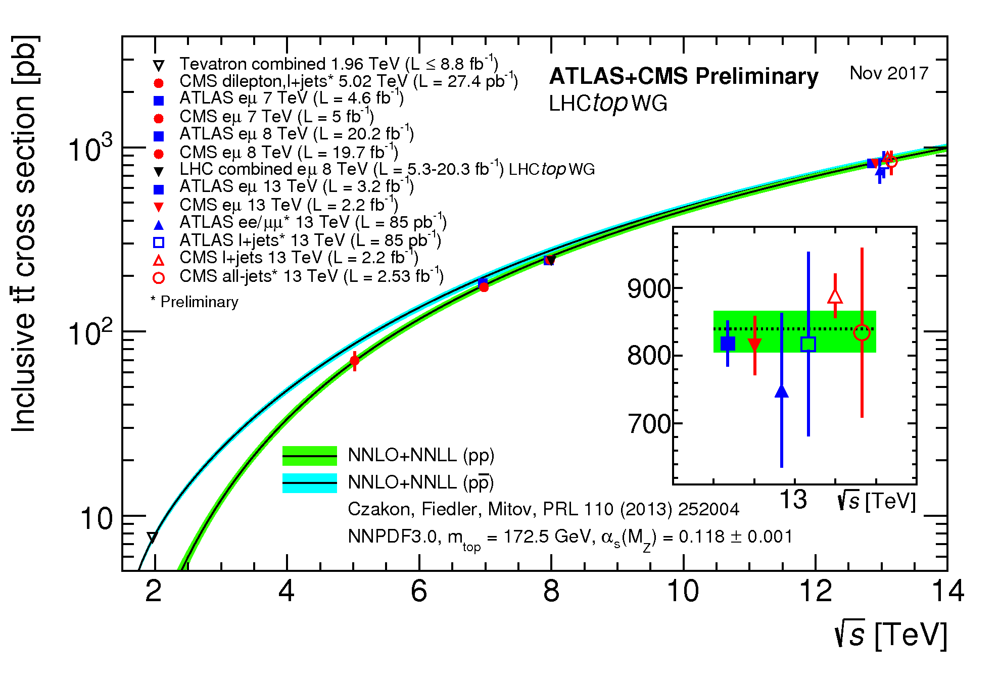 Inclusive tt̄ cross section [pb]
Tevatron combined 1.96 TeV (L ≤ 8.8 fb⁻¹)
CMS dilepton,l+jets* 5.02 TeV (L = 27.4 pb⁻¹)
ATLAS eμ 7 TeV (L = 4.6 fb⁻¹)
CMS eμ 7 TeV (L = 5 fb⁻¹)
ATLAS eμ 8 TeV (L = 20.2 fb⁻¹)
CMS eμ 8 TeV (L = 19.7 fb⁻¹)
LHC combined eμ 8 TeV (L = 5.3-20.3 fb⁻¹) LHCtopWG
ATLAS eμ 13 TeV (L = 3.2 fb⁻¹)
CMS eμ 13 TeV (L = 2.2 fb⁻¹)
ATLAS ee/μμ* 13 TeV (L = 85 pb⁻¹)
ATLAS l+jets* 13 TeV (L = 85 pb⁻¹)
CMS l+jets 13 TeV (L = 2.2 fb⁻¹)
CMS all-jets* 13 TeV (L = 2.53 fb⁻¹)
* Preliminary
ATLAS+CMS Preliminary
Nov 2017
LHCtopWG
10³
10²
10
900
800
700
13
√s [TeV]
NNLO+NNLL (pp)
NNLO+NNLL (pp̄)
Czakon, Fiedler, Mitov, PRL 110 (2013) 252004
NNPDF3.0, m_top = 172.5 GeV, α_s(M_Z) = 0.118 ± 0.001
2 4 6 8 10 12 14
√s [TeV]